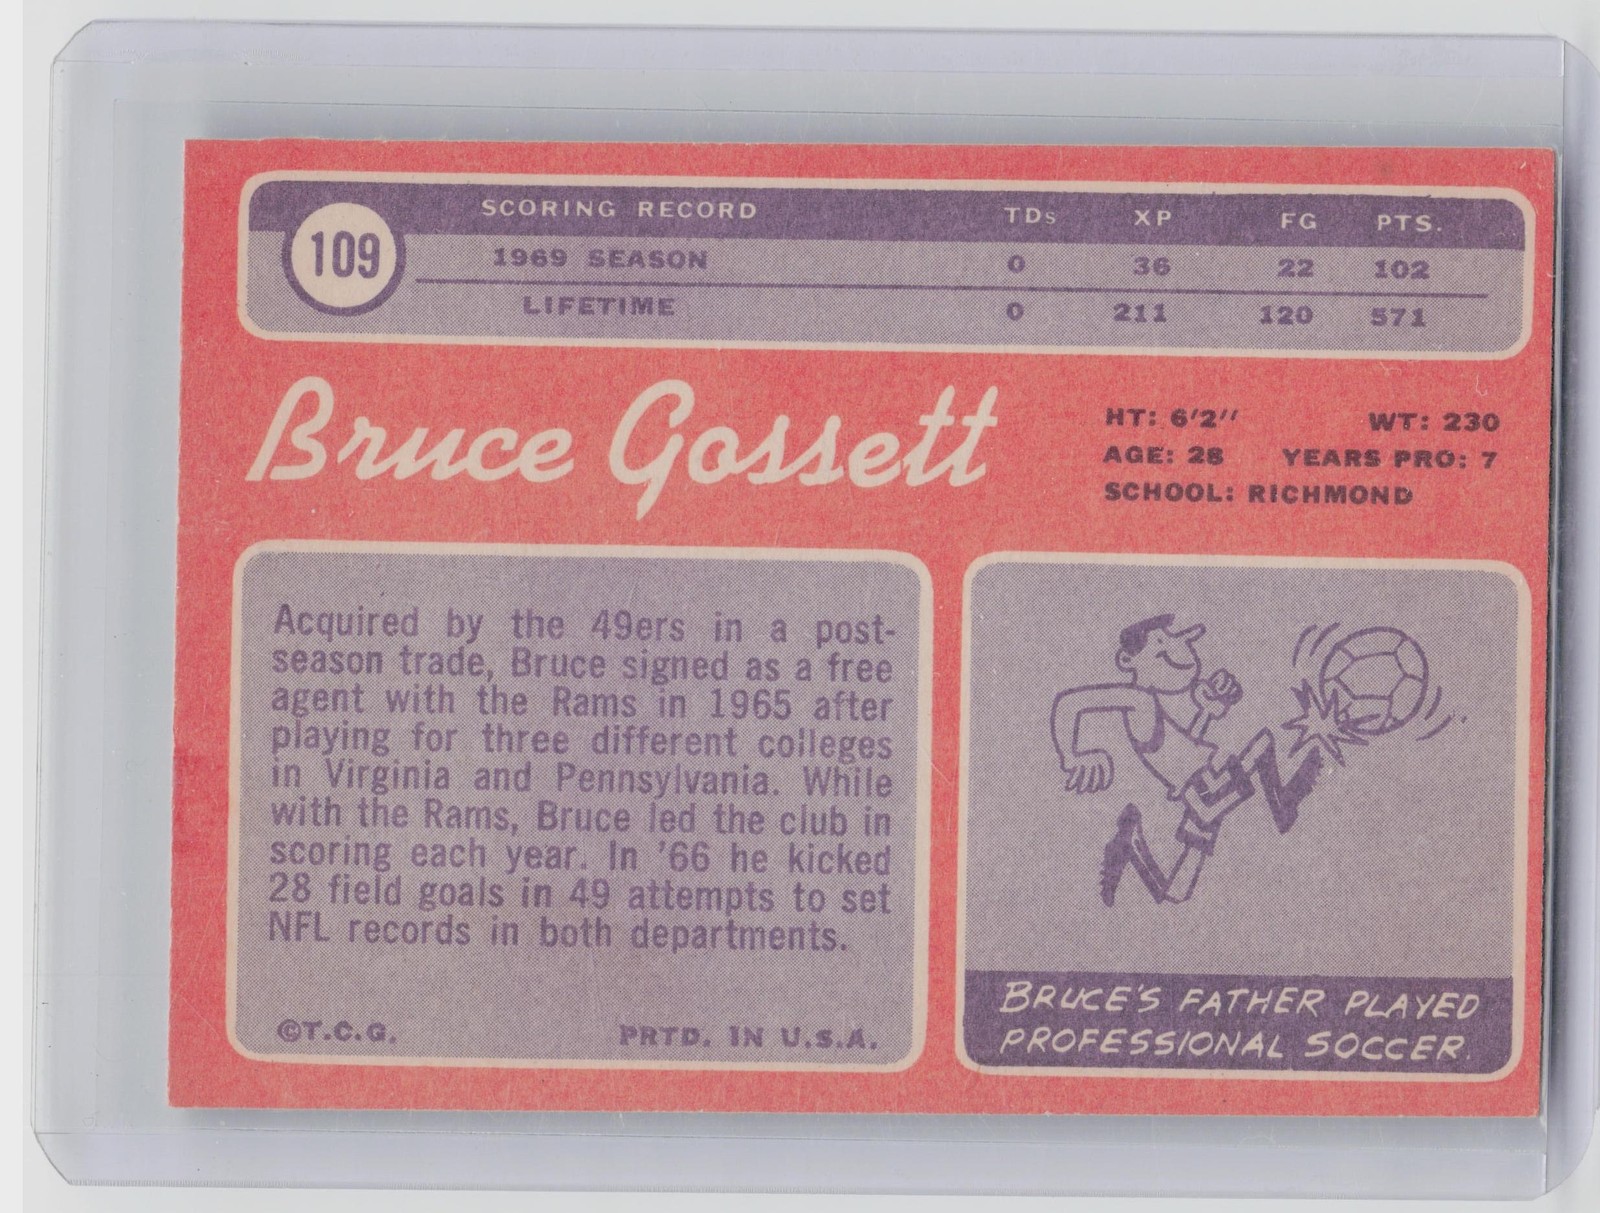 109
SCORING RECORD TDs XP FG PTS.
1969 SEASON 0 36 22 102
LIFETIME 0 211 120 571
Bruce Gossett
HT: 6'2" WT: 230
AGE: 28 YEARS PRO: 7
SCHOOL: RICHMOND
Acquired by the 49ers in a post-
season trade, Bruce signed as a free
agent with the Rams in 1965 after
playing for three different colleges
in Virginia and Pennsylvania. While
with the Rams, Bruce led the club in
scoring each year. In '66 he kicked
28 field goals in 49 attempts to set
NFL records in both departments.
©T.C.G. PRTD. IN U.S.A.
BRUCE'S FATHER PLAYED
PROFESSIONAL SOCCER.